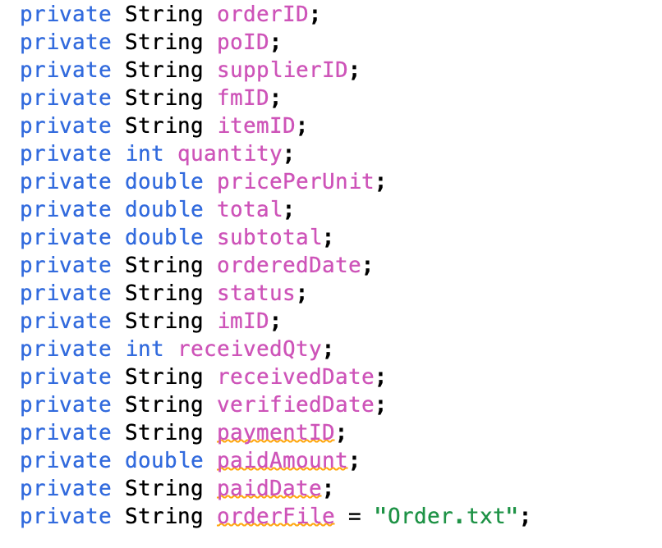 private String orderID;
private String poID;
private String supplierID;
private String fmID;
private String itemID;
private int quantity;
private double pricePerUnit;
private double total;
private double subtotal;
private String orderedDate;
private String status;
private String imID;
private int receivedQty;
private String receivedDate;
private String verifiedDate;
private String paymentID;
private double paidAmount;
private String paidDate;
private String orderFile = "Order.txt";